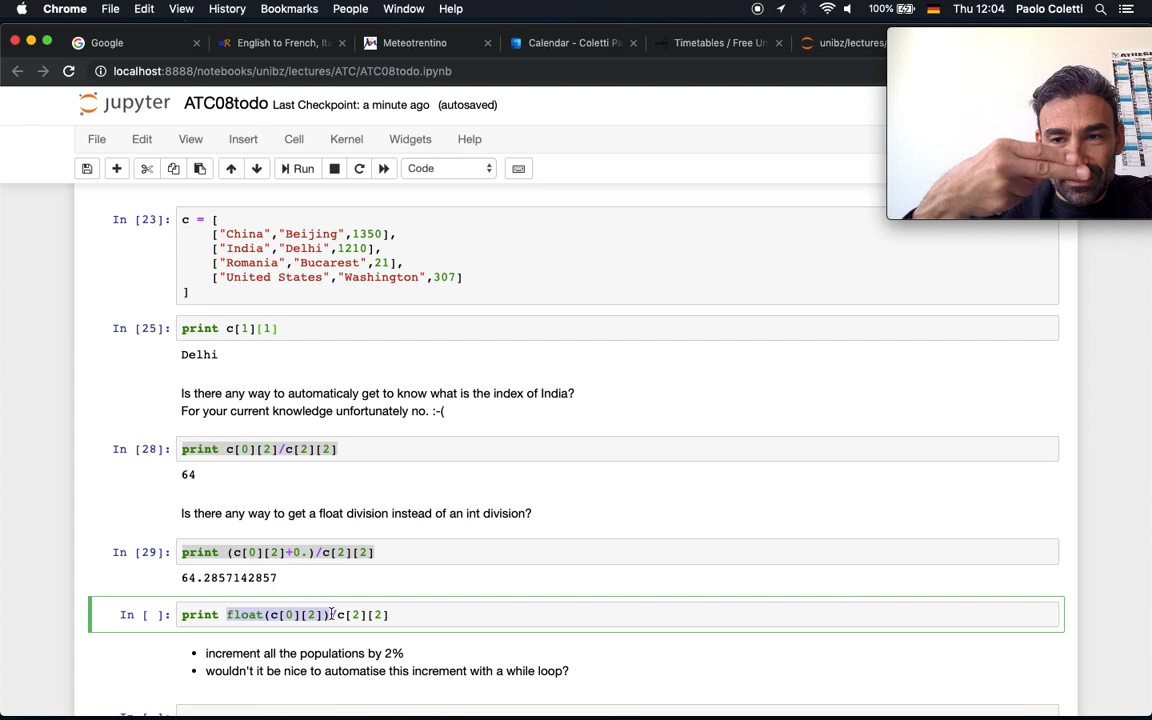 Chrome File Edit View History Bookmarks People Window Help 100% Thu 12:04 Paolo Coletti
Google English to French, Ita Meteotrentino Calendar - Coletti Pa Timetables / Free Un unibz/lectures/
localhost:8888/notebooks/unibz/lectures/ATC/ATC08todo.ipynb
jupyter ATC08todo Last Checkpoint: a minute ago (autosaved)
File Edit View Insert Cell Kernel Widgets Help
Run Code
In [23]: c = [
["China","Beijing",1350],
["India","Delhi",1210],
["Romania","Bucarest",21],
["United States","Washington",307]
]
In [25]: print c[1][1]
Delhi
Is there any way to automaticaly get to know what is the index of India?
For your current knowledge unfortunately no. :-(
In [28]: print c[0][2]/c[2][2]
64
Is there any way to get a float division instead of an int division?
In [29]: print (c[0][2]+0.)/c[2][2]
64.2857142857
In [ ]: print float(c[0][2])/c[2][2]
• increment all the populations by 2%
• wouldn't it be nice to automatise this increment with a while loop?